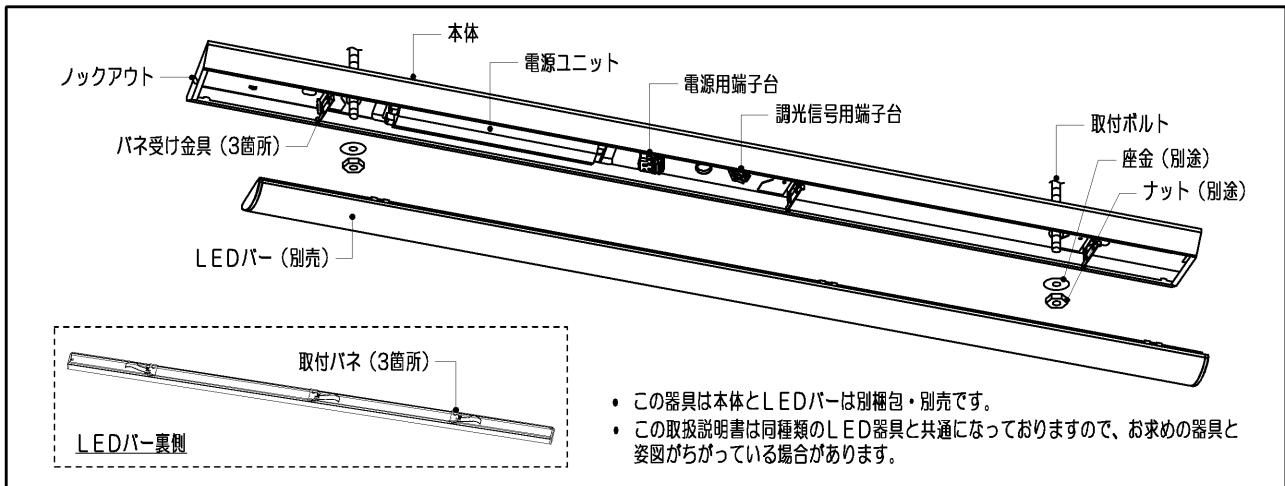 本体
ノックアウト
電源ユニット
電源用端子台
調光信号用端子台
取付ボルト
バネ受け金具（3箇所）
座金（別途）
ナット（別途）
ＬＥＤバー（別売）
取付バネ（3箇所）
ＬＥＤバー裏側
• この器具は本体とＬＥＤバーは別梱包・別売です。
• この取扱説明書は同種類のＬＥＤ器具と共通になっておりますので、お求めの器具と
姿図がちがっている場合があります。